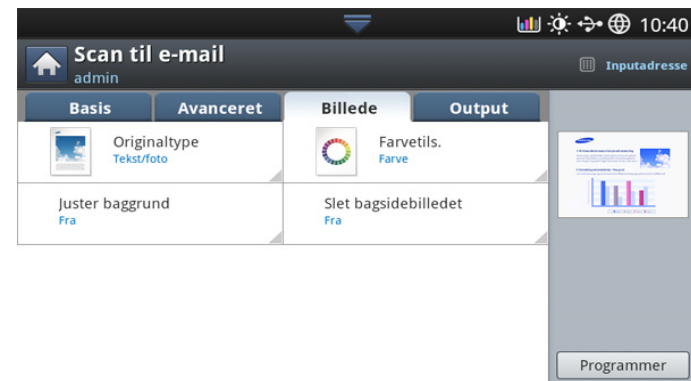 10:40
Scan til e-mail
admin
Inputadresse
Basis Avanceret Billede Output
Originaltype
Tekst/foto
Farvetils.
Farve
Juster baggrund
Fra
Slet bagsidebilledet
Fra
Programmer